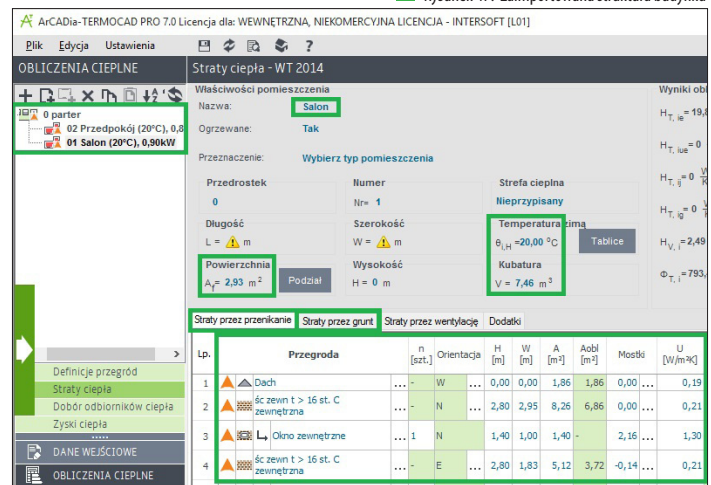 ArCADia-TERMOCAD PRO 7.0 Licencja dla: WEWNĘTRZNA, NIEKOMERCYJNA LICENCJA - INTERSOFT [L01]
Plik Edycja Ustawienia ?
OBLICZENIA CIEPLNE
Straty ciepła - WT 2014
0 parter
02 Przedpokój (20°C), 0,8
01 Salon (20°C), 0,90kW
Właściwości pomieszczenia
Nazwa: Salon
Ogrzewane: Tak
Przeznaczenie: Wybierz typ pomieszczenia
Przedrostek Numer Strefa cieplna
0 Nr= 1 Nieprzypisany
Długość Szerokość Temperatura zimą
L = m W = m θi,H =20,00 °C Tablice
Powierzchnia Wysokość Kubatura
Af= 2,93 m² Podział H = 0 m V = 7,46 m³
Wyniki obl
HT, ie = 19,8
HT, iue = 0
HT, ij = 0 W K
HT, ig = 0
HV, i = 2,49
ΦT, i = 793,
Straty przez przenikanie Straty przez grunt Straty przez wentylację Dodatki
Lp. Przegroda n [szt.] Orientacja H [m] W [m] A [m²] Aobl [m²] Mostki U [W/m²K]
1 Dach ... - W ... 0,00 0,00 1,86 1,86 0,00 ... 0,19
2 śc zewn t > 16 st. C zewnętrzna ... - N ... 2,80 2,95 8,26 6,86 0,00 ... 0,21
3 Okno zewnętrzne ... 1 N 1,40 1,00 1,40 - 2,16 ... 1,30
4 śc zewn t > 16 st. C zewnętrzna ... - E ... 2,80 1,83 5,12 3,72 -0,14 ... 0,21
Definicje przegród
Straty ciepła
Dobór odbiorników ciepła
Zyski ciepła
DANE WEJŚCIOWE
OBLICZENIA CIEPLNE